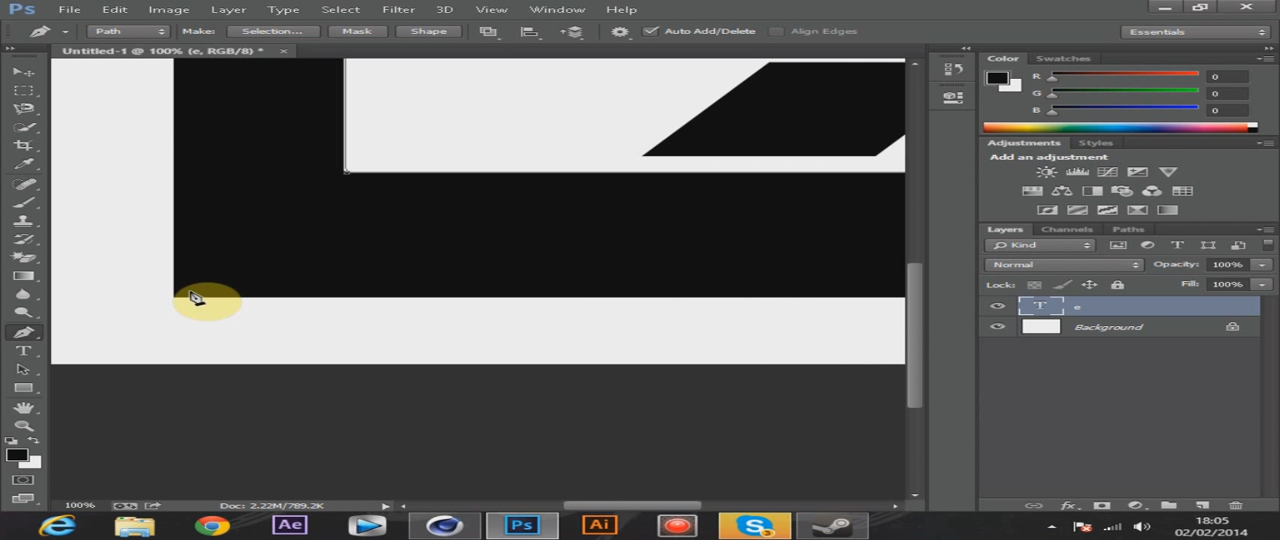 Ps File Edit Image Layer Type Select Filter 3D View Window Help
Path Make: Selection... Mask Shape Auto Add/Delete Align Edges Essentials
Untitled-1 @ 100% (e, RGB/8) * ×
Color Swatches
R 0
G 0
B 0
Adjustments Styles
Add an adjustment
Layers Channels Paths
Kind
Normal Opacity: 100%
Lock: Fill: 100%
T e
Background
100% Doc: 2.22M/789.2K
Ae Ps Ai
18:05
02/02/2014